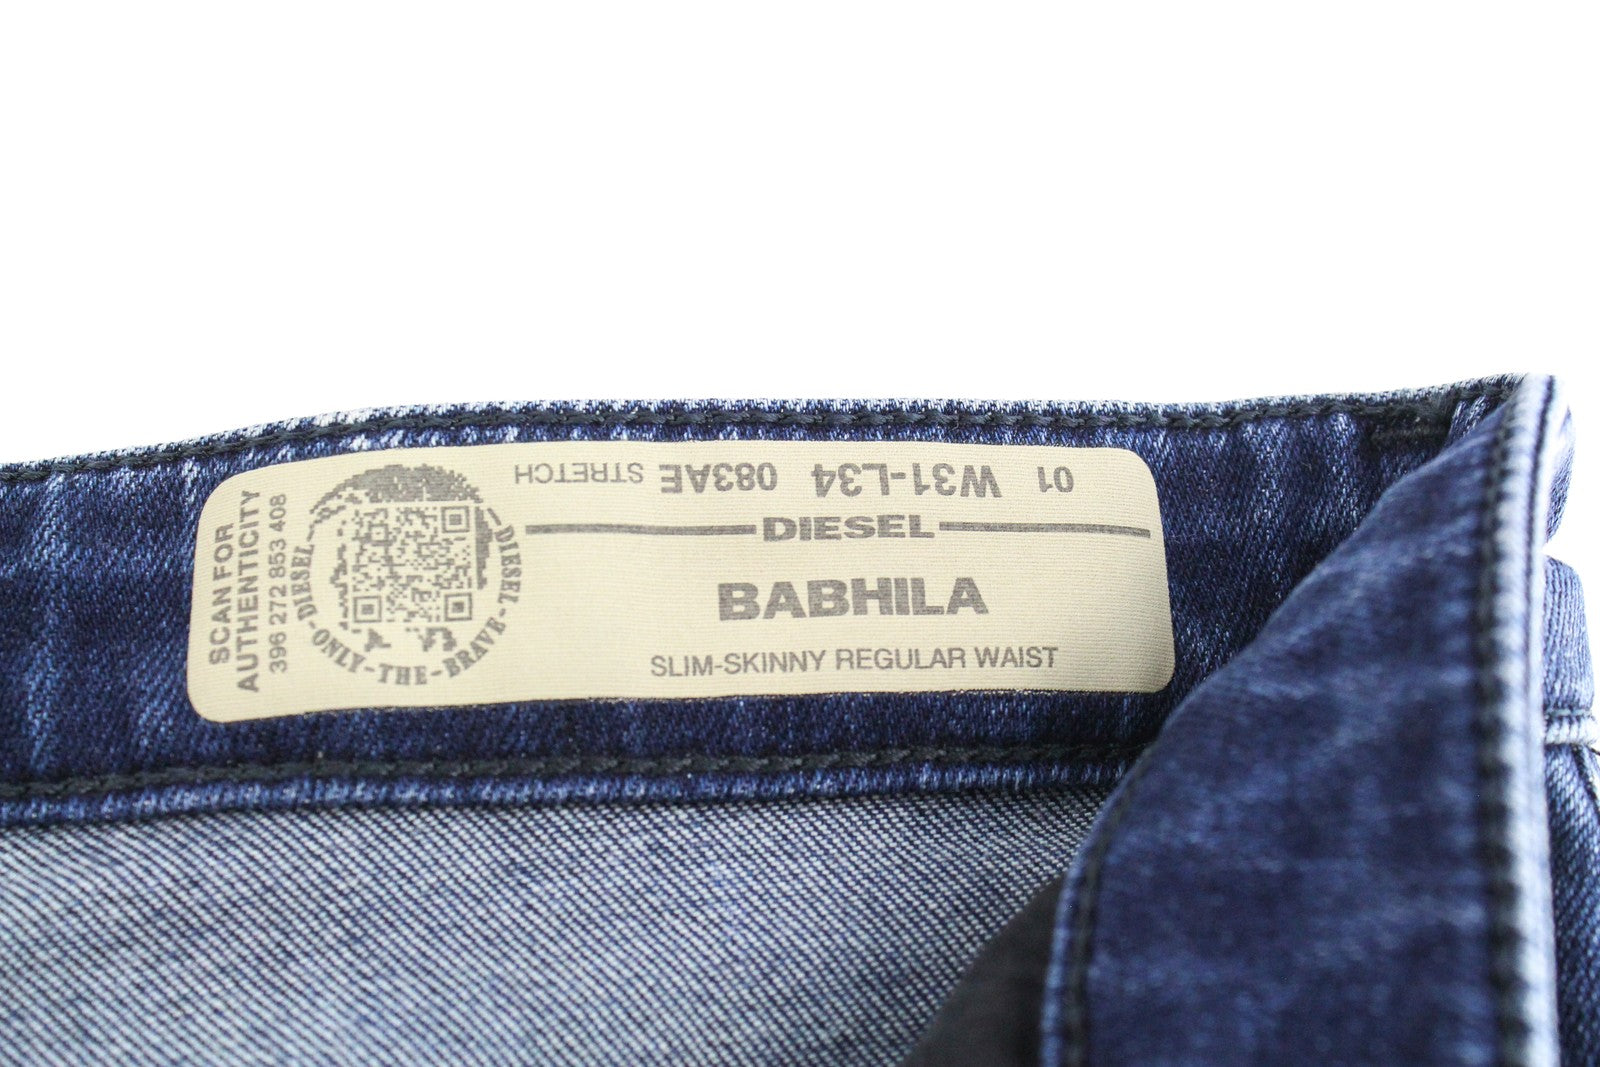 SCAN FOR
AUTHENTICITY
396 272 853 408
DIESEL-ONLY-THE-BRAVE-DIESEL-
01 W31-L34 083AE STRETCH
DIESEL
BABHILA
SLIM-SKINNY REGULAR WAIST